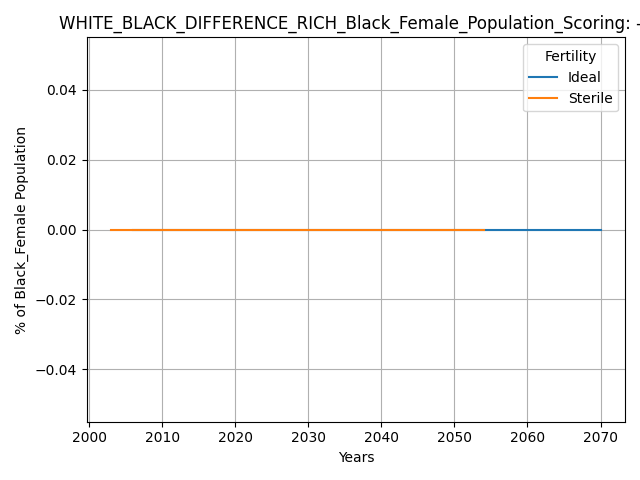 WHITE_BLACK_DIFFERENCE_RICH_Black_Female_Population_Scoring: -
Fertility
Ideal
Sterile
0.04
0.02
0.00
−0.02
−0.04
% of Black_Female Population
2000 2010 2020 2030 2040 2050 2060 2070
Years